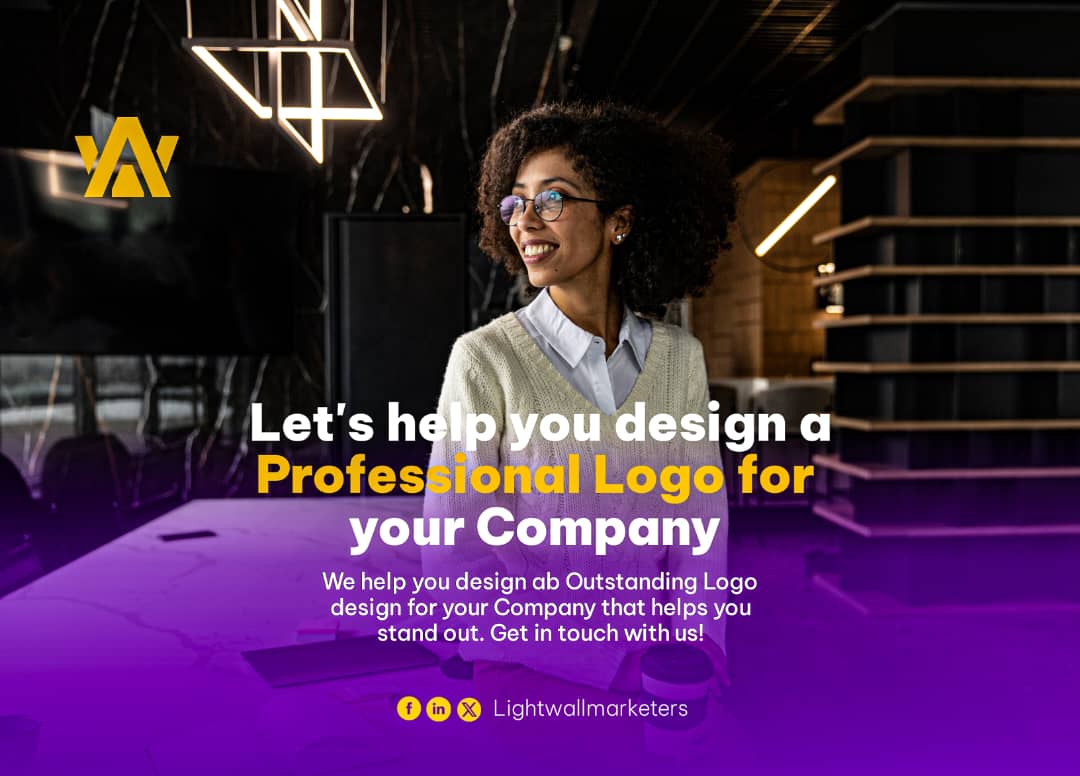 Let's help you design a
Professional Logo for
your Company
We help you design ab Outstanding Logo
design for your Company that helps you
stand out. Get in touch with us!
Lightwallmarketers